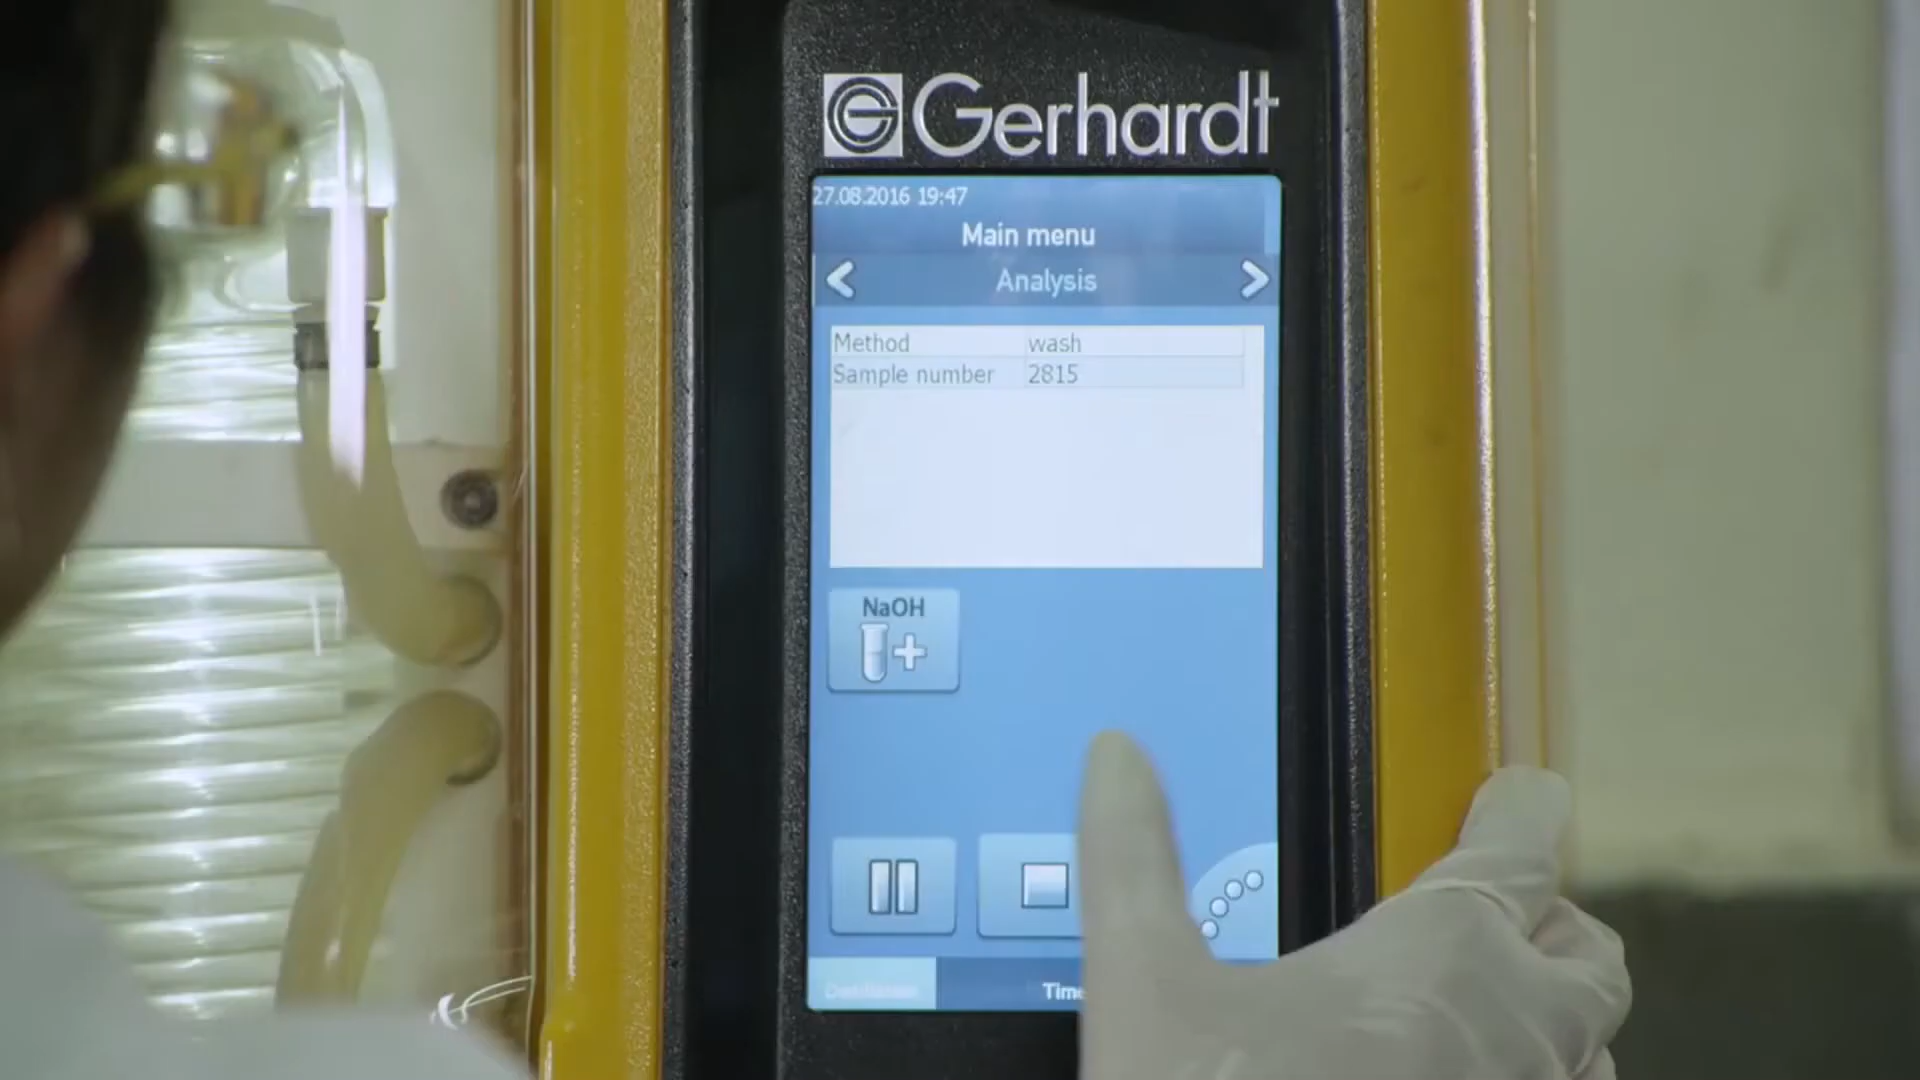 Gerhardt
27.08.2016 19:47
Main menu
Analysis
Method wash
Sample number 2815
NaOH
Time